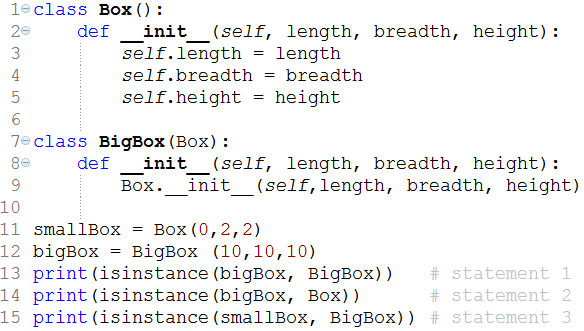 1 class Box():
2     def __init__(self, length, breadth, height):
3         self.length = length
4         self.breadth = breadth
5         self.height = height
6
7 class BigBox(Box):
8     def __init__(self, length, breadth, height):
9         Box.__init__(self,length, breadth, height)
10
11 smallBox = Box(0,2,2)
12 bigBox = BigBox (10,10,10)
13 print(isinstance(bigBox, BigBox))   # statement 1
14 print(isinstance(bigBox, Box))      # statement 2
15 print(isinstance(smallBox, BigBox)) # statement 3